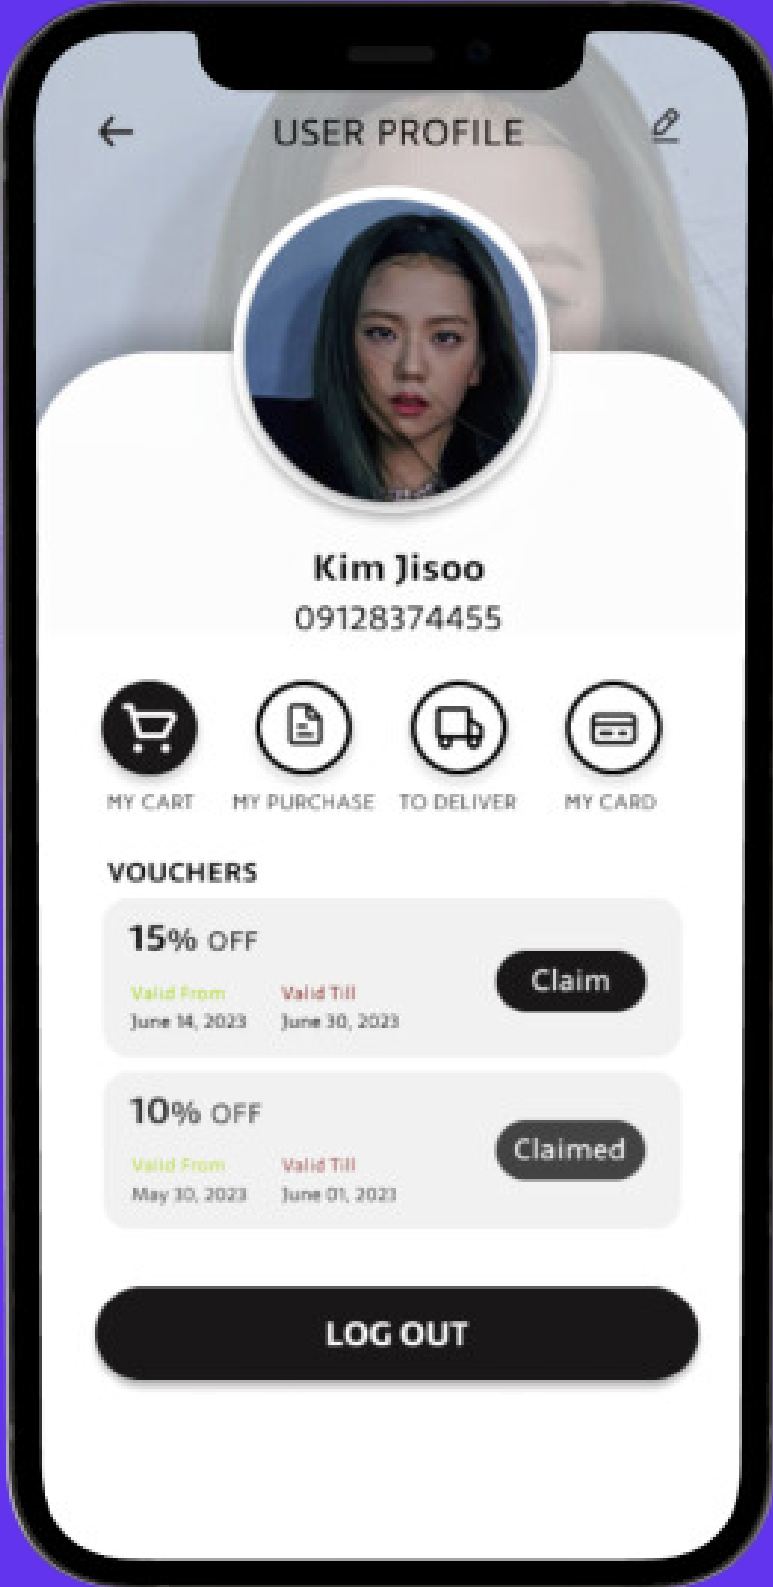 USER PROFILE
Kim Jisoo
09128374455
MY CART MY PURCHASE TO DELIVER MY CARD
VOUCHERS
15% OFF
Claim
Valid From Valid Till
June 14, 2023 June 30, 2023
10% OFF
Claimed
Valid From Valid Till
May 30, 2023 June 01, 2023
LOG OUT